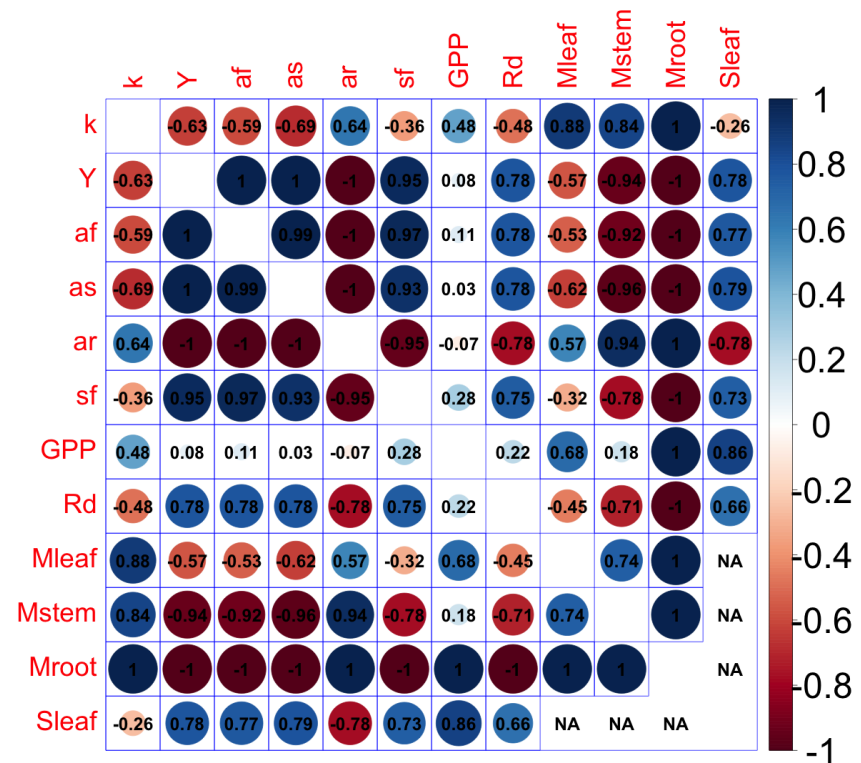 k Y af as ar sf GPP Rd Mleaf Mstem Mroot Sleaf
k -0.63 -0.59 -0.69 0.64 -0.36 0.48 -0.48 0.88 0.84 1 -0.26
Y -0.63 1 1 -1 0.95 0.08 0.78 -0.57 -0.94 -1 0.78
af -0.59 1 0.99 -1 0.97 0.11 0.78 -0.53 -0.92 -1 0.77
as -0.69 1 0.99 -1 0.93 0.03 0.78 -0.62 -0.96 -1 0.79
ar 0.64 -1 -1 -1 -0.95 -0.07 -0.78 0.57 0.94 1 -0.78
sf -0.36 0.95 0.97 0.93 -0.95 0.28 0.75 -0.32 -0.78 -1 0.73
GPP 0.48 0.08 0.11 0.03 -0.07 0.28 0.22 0.68 0.18 1 0.86
Rd -0.48 0.78 0.78 0.78 -0.78 0.75 0.22 -0.45 -0.71 -1 0.66
Mleaf 0.88 -0.57 -0.53 -0.62 0.57 -0.32 0.68 -0.45 0.74 1 NA
Mstem 0.84 -0.94 -0.92 -0.96 0.94 -0.78 0.18 -0.71 0.74 1 NA
Mroot 1 -1 -1 -1 1 -1 1 -1 1 1 NA
Sleaf -0.26 0.78 0.77 0.79 -0.78 0.73 0.86 0.66 NA NA NA
1
0.8
0.6
0.4
0.2
0
-0.2
-0.4
-0.6
-0.8
-1